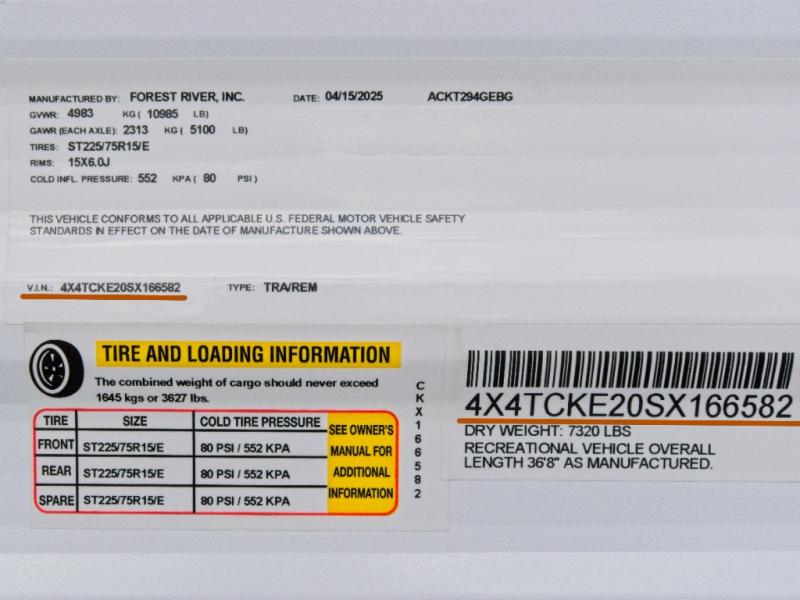 MANUFACTURED BY: FOREST RIVER, INC. DATE: 04/15/2025 ACKT294GEBG
GVWR: 4983 KG ( 10985 LB)
GAWR (EACH AXLE): 2313 KG ( 5100 LB)
TIRES: ST225/75R15/E
RIMS: 15X6.0J
COLD INFL. PRESSURE: 552 KPA ( 80 PSI )
THIS VEHICLE CONFORMS TO ALL APPLICABLE U.S. FEDERAL MOTOR VEHICLE SAFETY
STANDARDS IN EFFECT ON THE DATE OF MANUFACTURE SHOWN ABOVE.
V.I.N.: 4X4TCKE20SX166582 TYPE: TRA/REM
TIRE AND LOADING INFORMATION
The combined weight of cargo should never exceed
1645 kgs or 3627 lbs.
TIRE SIZE COLD TIRE PRESSURE
FRONT ST225/75R15/E 80 PSI / 552 KPA
REAR ST225/75R15/E 80 PSI / 552 KPA
SPARE ST225/75R15/E 80 PSI / 552 KPA
SEE OWNER'S
MANUAL FOR
ADDITIONAL
INFORMATION
CKX166582
4X4TCKE20SX166582
DRY WEIGHT: 7320 LBS
RECREATIONAL VEHICLE OVERALL
LENGTH 36'8" AS MANUFACTURED.